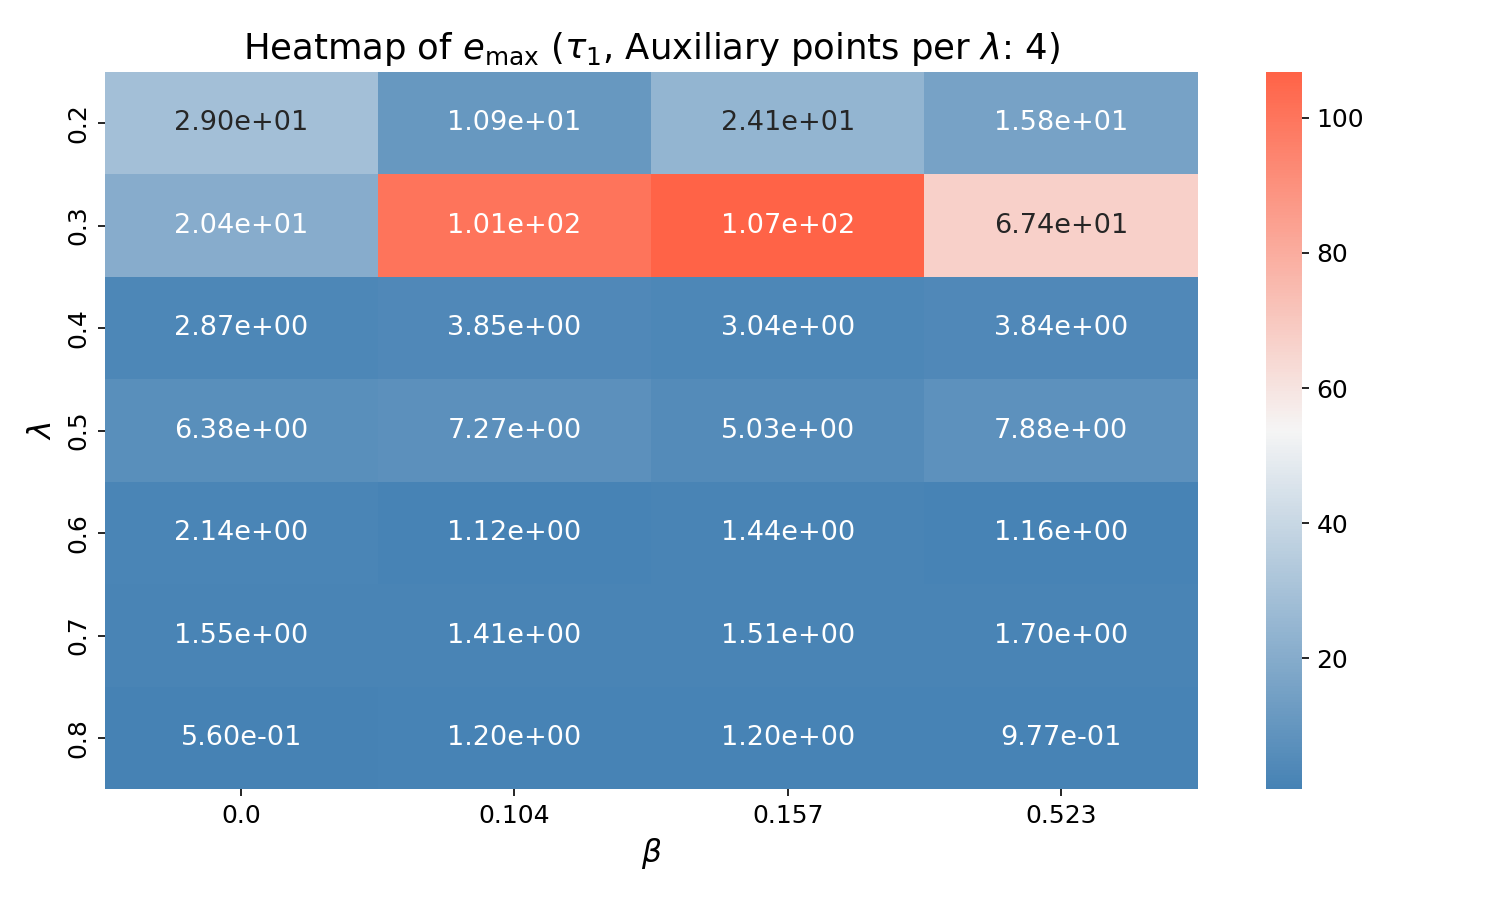 Heatmap of e_max (τ_1, Auxiliary points per λ: 4)
0.2 2.90e+01 1.09e+01 2.41e+01 1.58e+01
0.3 2.04e+01 1.01e+02 1.07e+02 6.74e+01
0.4 2.87e+00 3.85e+00 3.04e+00 3.84e+00
0.5 6.38e+00 7.27e+00 5.03e+00 7.88e+00
0.6 2.14e+00 1.12e+00 1.44e+00 1.16e+00
0.7 1.55e+00 1.41e+00 1.51e+00 1.70e+00
0.8 5.60e-01 1.20e+00 1.20e+00 9.77e-01
λ
0.0 0.104 0.157 0.523
β
100
80
60
40
20